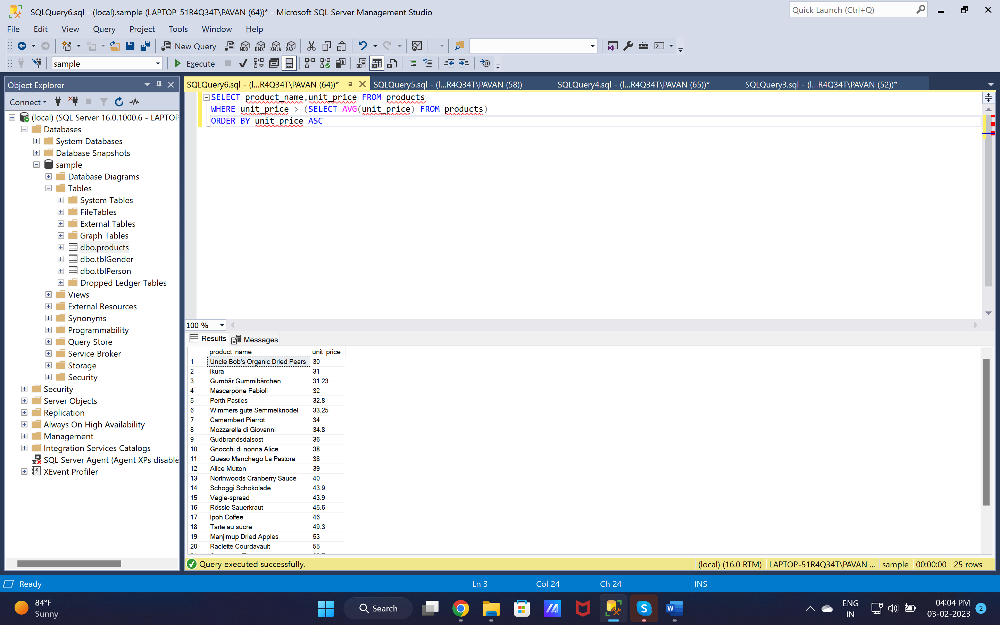 SQLQuery6.sql - (local).sample (LAPTOP-51R4Q34T\PAVAN (64))* - Microsoft SQL Server Management Studio
Quick Launch (Ctrl+Q)
File Edit View Query Project Tools Window Help
New Query MDX DMX XMLA DAX
sample Execute
Object Explorer
Connect
(local) (SQL Server 16.0.1000.6 - LAPTOP
Databases
System Databases
Database Snapshots
sample
Database Diagrams
Tables
System Tables
FileTables
External Tables
Graph Tables
dbo.products
dbo.tblGender
dbo.tblPerson
Dropped Ledger Tables
Views
External Resources
Synonyms
Programmability
Query Store
Service Broker
Storage
Security
Security
Server Objects
Replication
Always On High Availability
Management
Integration Services Catalogs
SQL Server Agent (Agent XPs disable
XEvent Profiler
SQLQuery6.sql - (l...R4Q34T\PAVAN (64))* SQLQuery5.sql - (l...R4Q34T\PAVAN (58)) SQLQuery4.sql - (l...R4Q34T\PAVAN (65))* SQLQuery3.sql - (l...R4Q34T\PAVAN (52))*
SELECT product_name,unit_price FROM products
WHERE unit_price > (SELECT AVG(unit_price) FROM products)
ORDER BY unit_price ASC
100 %
Results Messages
product_name unit_price
1 Uncle Bob's Organic Dried Pears 30
2 Ikura 31
3 Gumbär Gummibärchen 31.23
4 Mascarpone Fabioli 32
5 Perth Pasties 32.8
6 Wimmers gute Semmelknödel 33.25
7 Camembert Pierrot 34
8 Mozzarella di Giovanni 34.8
9 Gudbrandsdalsost 36
10 Gnocchi di nonna Alice 38
11 Queso Manchego La Pastora 38
12 Alice Mutton 39
13 Northwoods Cranberry Sauce 40
14 Schoggi Schokolade 43.9
15 Vegie-spread 43.9
16 Rössle Sauerkraut 45.6
17 Ipoh Coffee 46
18 Tarte au sucre 49.3
19 Manjimup Dried Apples 53
20 Raclette Courdavault 55
Query executed successfully. (local) (16.0 RTM) LAPTOP-51R4Q34T\PAVAN ... sample 00:00:00 25 rows
Ready Ln 3 Col 24 Ch 24 INS
84°F
Sunny
Search
ENG
IN
04:04 PM
03-02-2023
2